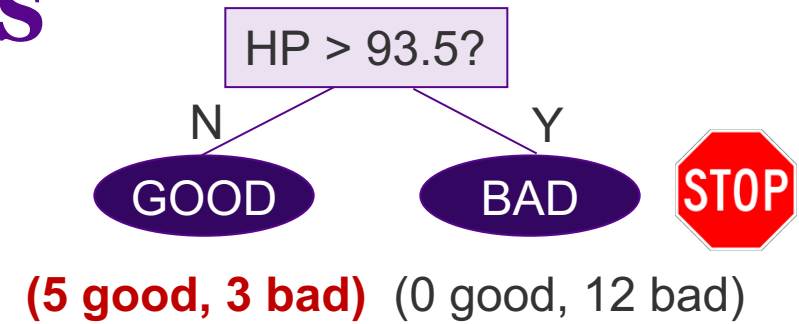 s
HP > 93.5?
N Y
GOOD BAD STOP
(5 good, 3 bad) (0 good, 12 bad)